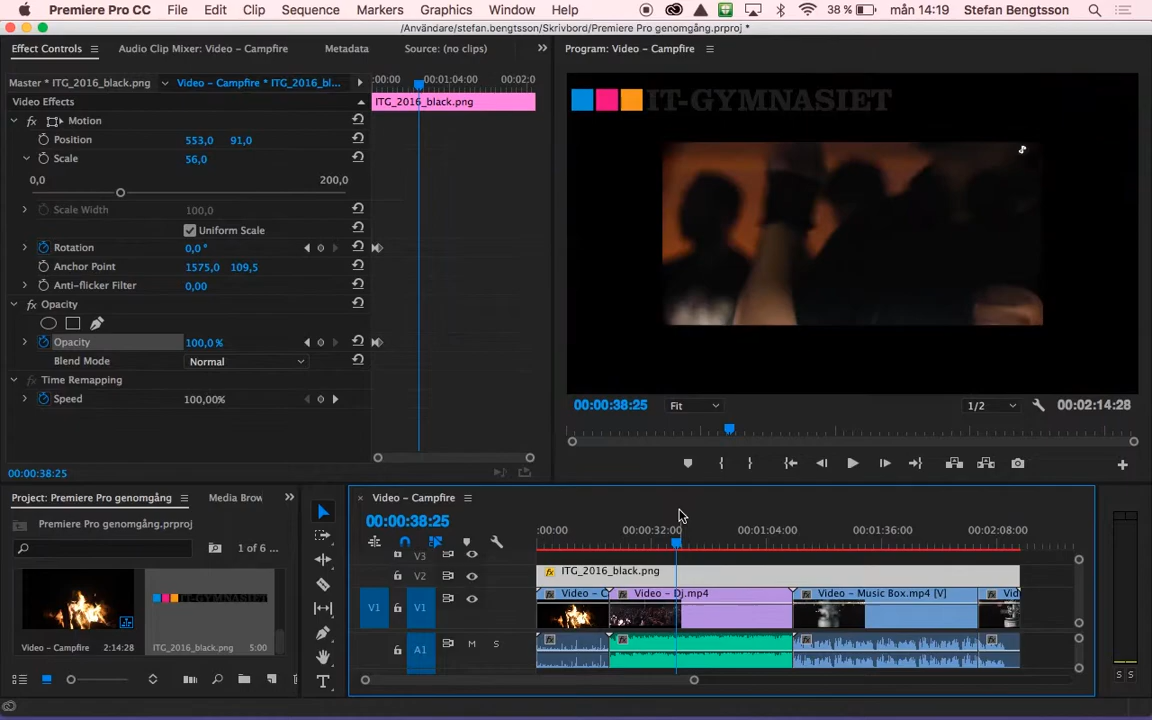 Premiere Pro CC File Edit Clip Sequence Markers Graphics Window Help 38 % mån 14:19 Stefan Bengtsson
/Användare/stefan.bengtsson/Skrivbord/Premiere Pro genomgång.prproj *
Effect Controls Audio Clip Mixer: Video – Campfire Metadata Source: (no clips) Program: Video – Campfire
Master * ITG_2016_black.png Video – Campfire * ITG_2016_bl... :00:00 00:01:04:00 00:02:0
Video Effects ITG_2016_black.png
IT-GYMNASIET
fx Motion
Position 553,0 91,0
Scale 56,0
0,0 200,0
Scale Width 100,0
Uniform Scale
Rotation 0,0 °
Anchor Point 1575,0 109,5
Anti-flicker Filter 0,00
fx Opacity
Opacity 100,0 %
Blend Mode Normal
fx Time Remapping
Speed 100,00%
00:00:38:25 Fit 1/2 00:02:14:28
00:00:38:25
Project: Premiere Pro genomgång Media Brow Video – Campfire
Premiere Pro genomgång.prproj 00:00:38:25
:00:00 00:00:32:00 00:01:04:00 00:01:36:00 00:02:08:00
1 of 6 ...
V3
V2 fx ITG_2016_black.png
V1 V1 fx Video – C fx Video – Dj.mp4 fx Video – Music Box.mp4 [V] fx Vid
A1 M S
Video – Campfire 2:14:28 ITG_2016_black.png 5:00
T
S S